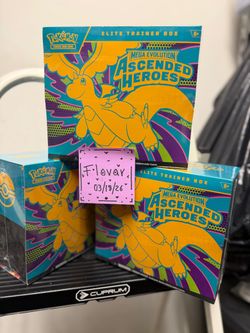 Pokémon
ELITE TRAINER BOX
MEGA EVOLUTION
ASCENDED
HEROES
Flevar
03/19/26
Pokémon
ELITE TRAINER BOX
MEGA EVOLUTION
ASCENDED
HEROES
CUPRUM